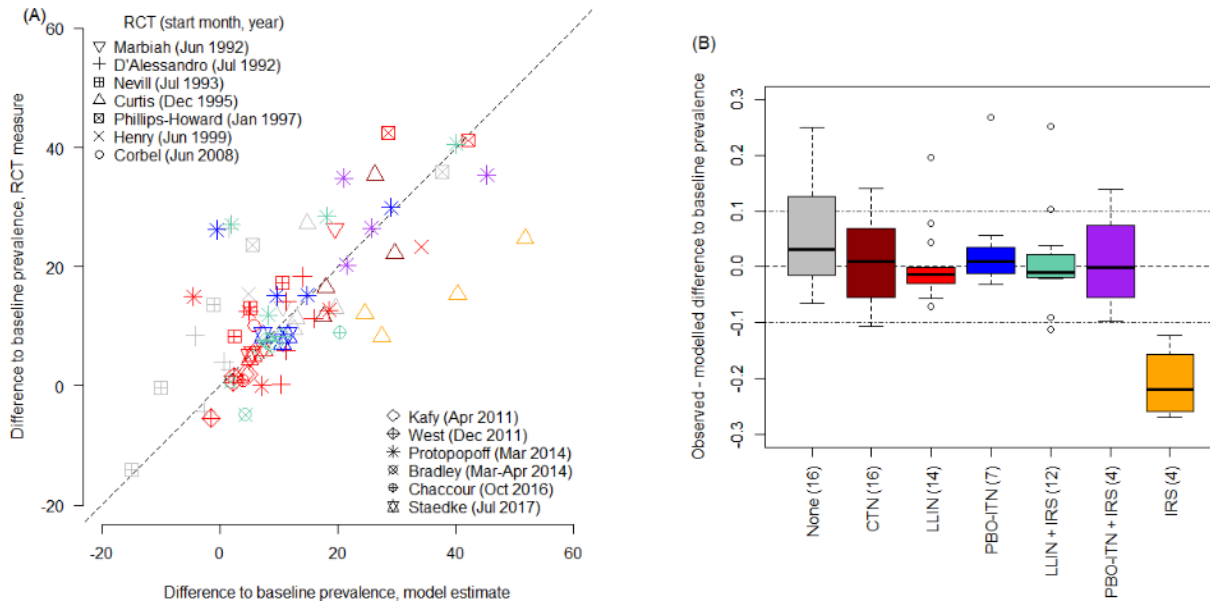 (A)
RCT (start month, year)
Marbiah (Jun 1992)
D'Alessandro (Jul 1992)
Nevill (Jul 1993)
Curtis (Dec 1995)
Phillips-Howard (Jan 1997)
Henry (Jun 1999)
Corbel (Jun 2008)
Kafy (Apr 2011)
West (Dec 2011)
Protopopoff (Mar 2014)
Bradley (Mar-Apr 2014)
Chaccour (Oct 2016)
Staedke (Jul 2017)
Difference to baseline prevalence, RCT measure
60
40
20
0
-20
-20 0 20 40 60
Difference to baseline prevalence, model estimate
(B)
Observed - modelled difference to baseline prevalence
0.3
0.2
0.1
0.0
-0.1
-0.2
-0.3
None (16)
CTN (16)
LLIN (14)
PBO-ITN (7)
LLIN + IRS (12)
PBO-ITN + IRS (4)
IRS (4)